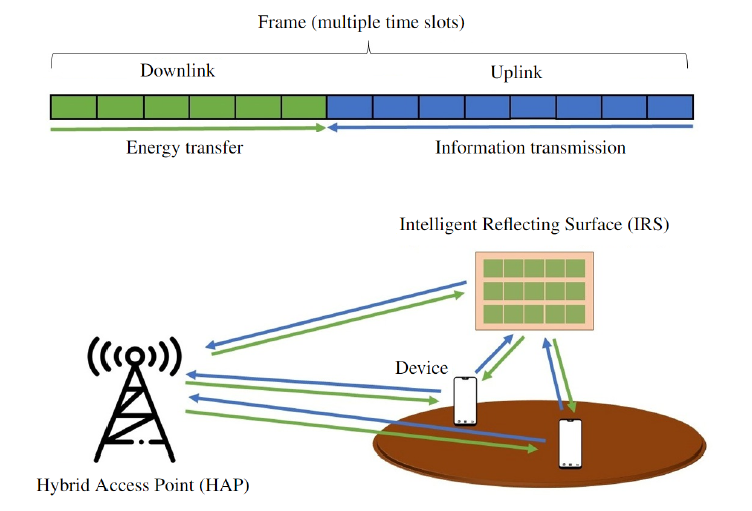 Frame (multiple time slots)
Downlink
Uplink
Energy transfer
Information transmission
Intelligent Reflecting Surface (IRS)
Device
Hybrid Access Point (HAP)